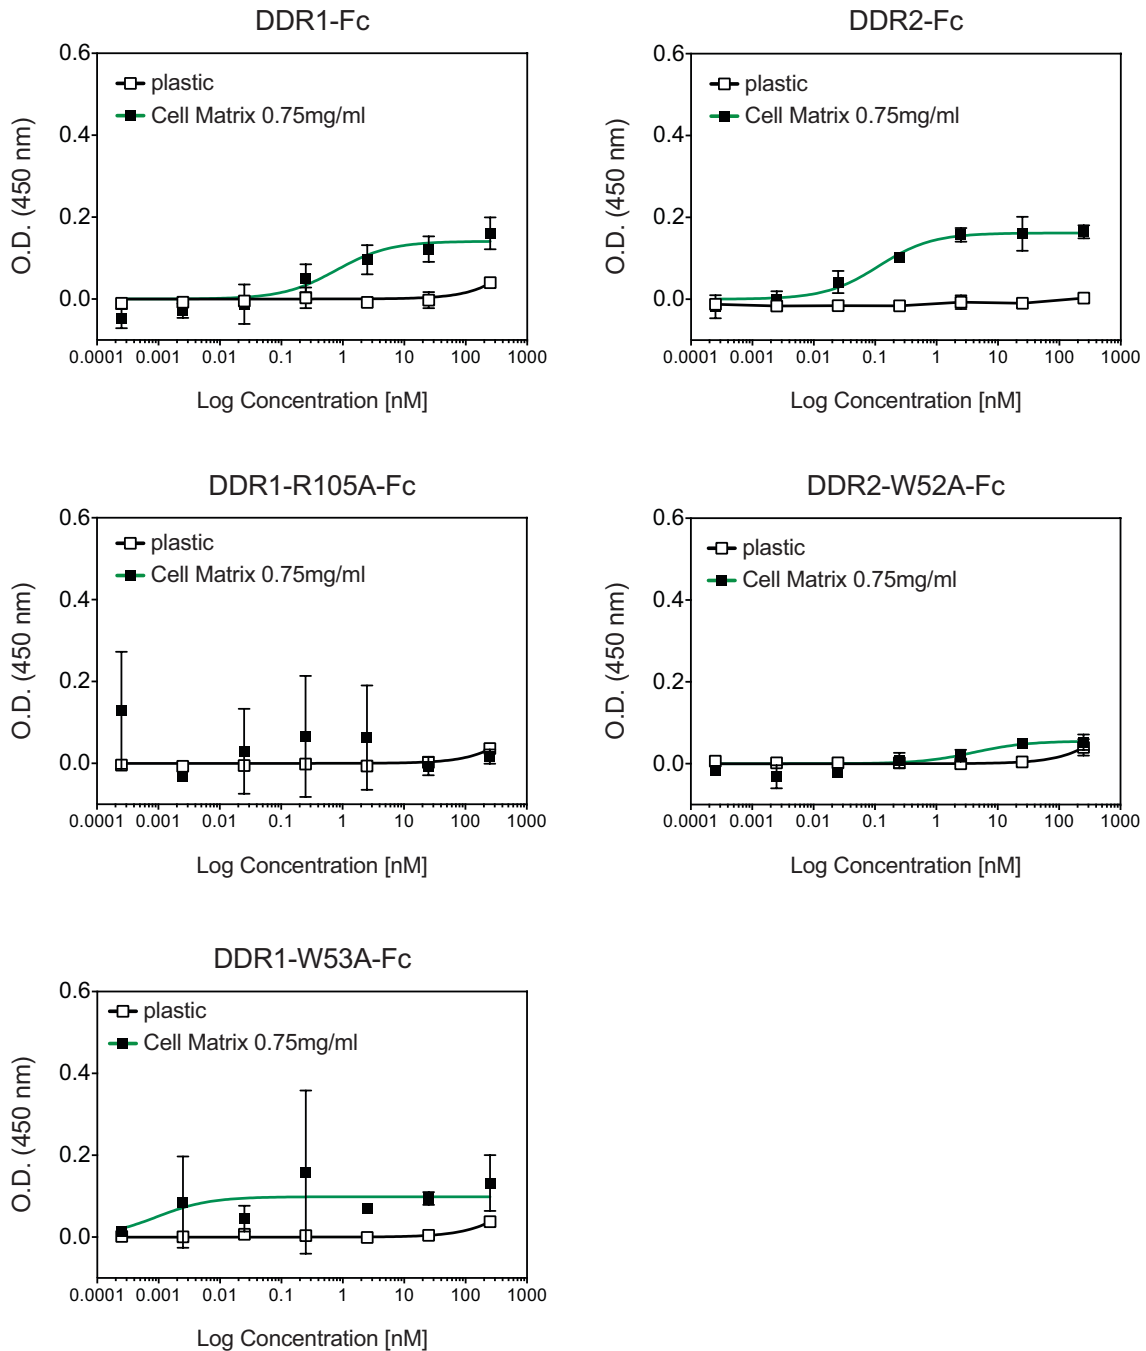 DDR1-Fc
0.6
0.4
0.2
0.0
O.D. (450 nm)
plastic
Cell Matrix 0.75mg/ml
0.0001 0.001 0.01 0.1 1 10 100 1000
Log Concentration [nM]
DDR2-Fc
0.6
0.4
0.2
0.0
O.D. (450 nm)
plastic
Cell Matrix 0.75mg/ml
0.0001 0.001 0.01 0.1 1 10 100 1000
Log Concentration [nM]
DDR1-R105A-Fc
0.6
0.4
0.2
0.0
O.D. (450 nm)
plastic
Cell Matrix 0.75mg/ml
0.0001 0.001 0.01 0.1 1 10 100 1000
Log Concentration [nM]
DDR2-W52A-Fc
0.6
0.4
0.2
0.0
O.D. (450 nm)
plastic
Cell Matrix 0.75mg/ml
0.0001 0.001 0.01 0.1 1 10 100 1000
Log Concentration [nM]
DDR1-W53A-Fc
0.6
0.4
0.2
0.0
O.D. (450 nm)
plastic
Cell Matrix 0.75mg/ml
0.0001 0.001 0.01 0.1 1 10 100 1000
Log Concentration [nM]